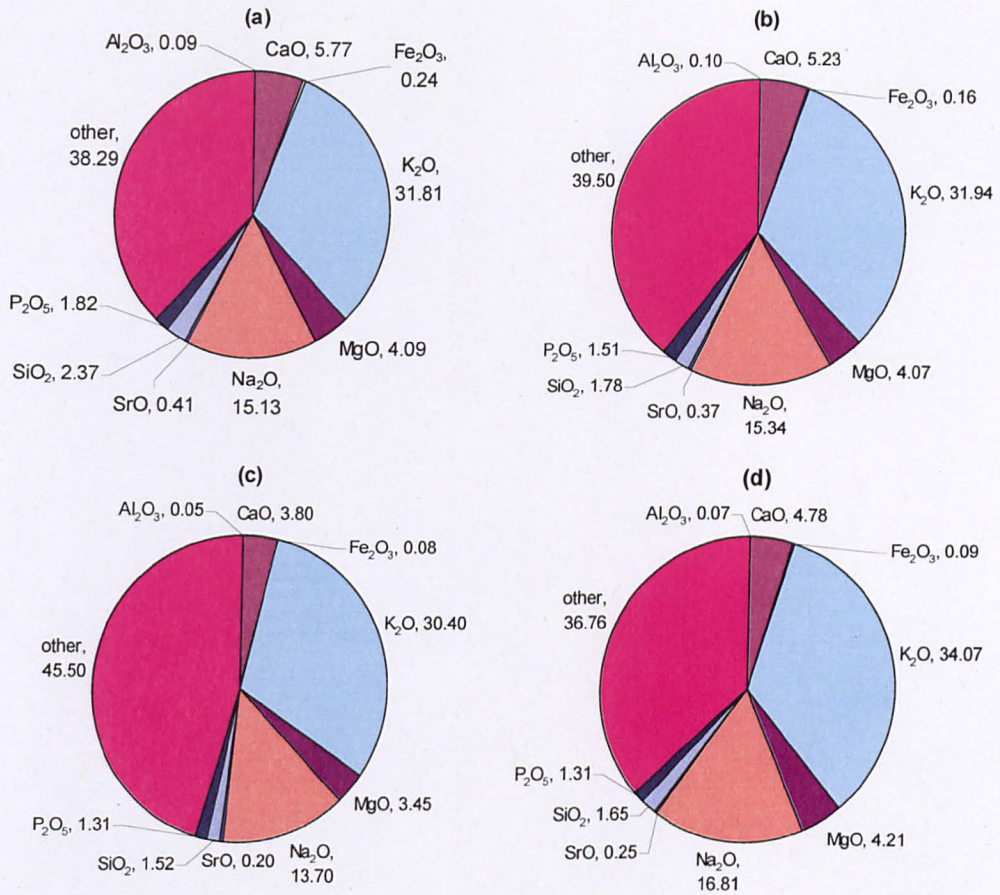 (a)
Al₂O₃, 0.09
CaO, 5.77
Fe₂O₃,
0.24
K₂O,
31.81
MgO, 4.09
Na₂O,
15.13
SrO, 0.41
SiO₂, 2.37
P₂O₅, 1.82
other,
38.29
(b)
Al₂O₃, 0.10
CaO, 5.23
Fe₂O₃, 0.16
K₂O, 31.94
MgO, 4.07
Na₂O,
15.34
SrO, 0.37
SiO₂, 1.78
P₂O₅, 1.51
other,
39.50
(c)
Al₂O₃, 0.05
CaO, 3.80
Fe₂O₃, 0.08
K₂O, 30.40
MgO, 3.45
Na₂O,
13.70
SrO, 0.20
SiO₂, 1.52
P₂O₅, 1.31
other,
45.50
(d)
Al₂O₃, 0.07
CaO, 4.78
Fe₂O₃, 0.09
K₂O, 34.07
MgO, 4.21
Na₂O,
16.81
SrO, 0.25
SiO₂, 1.65
P₂O₅, 1.31
other,
36.76